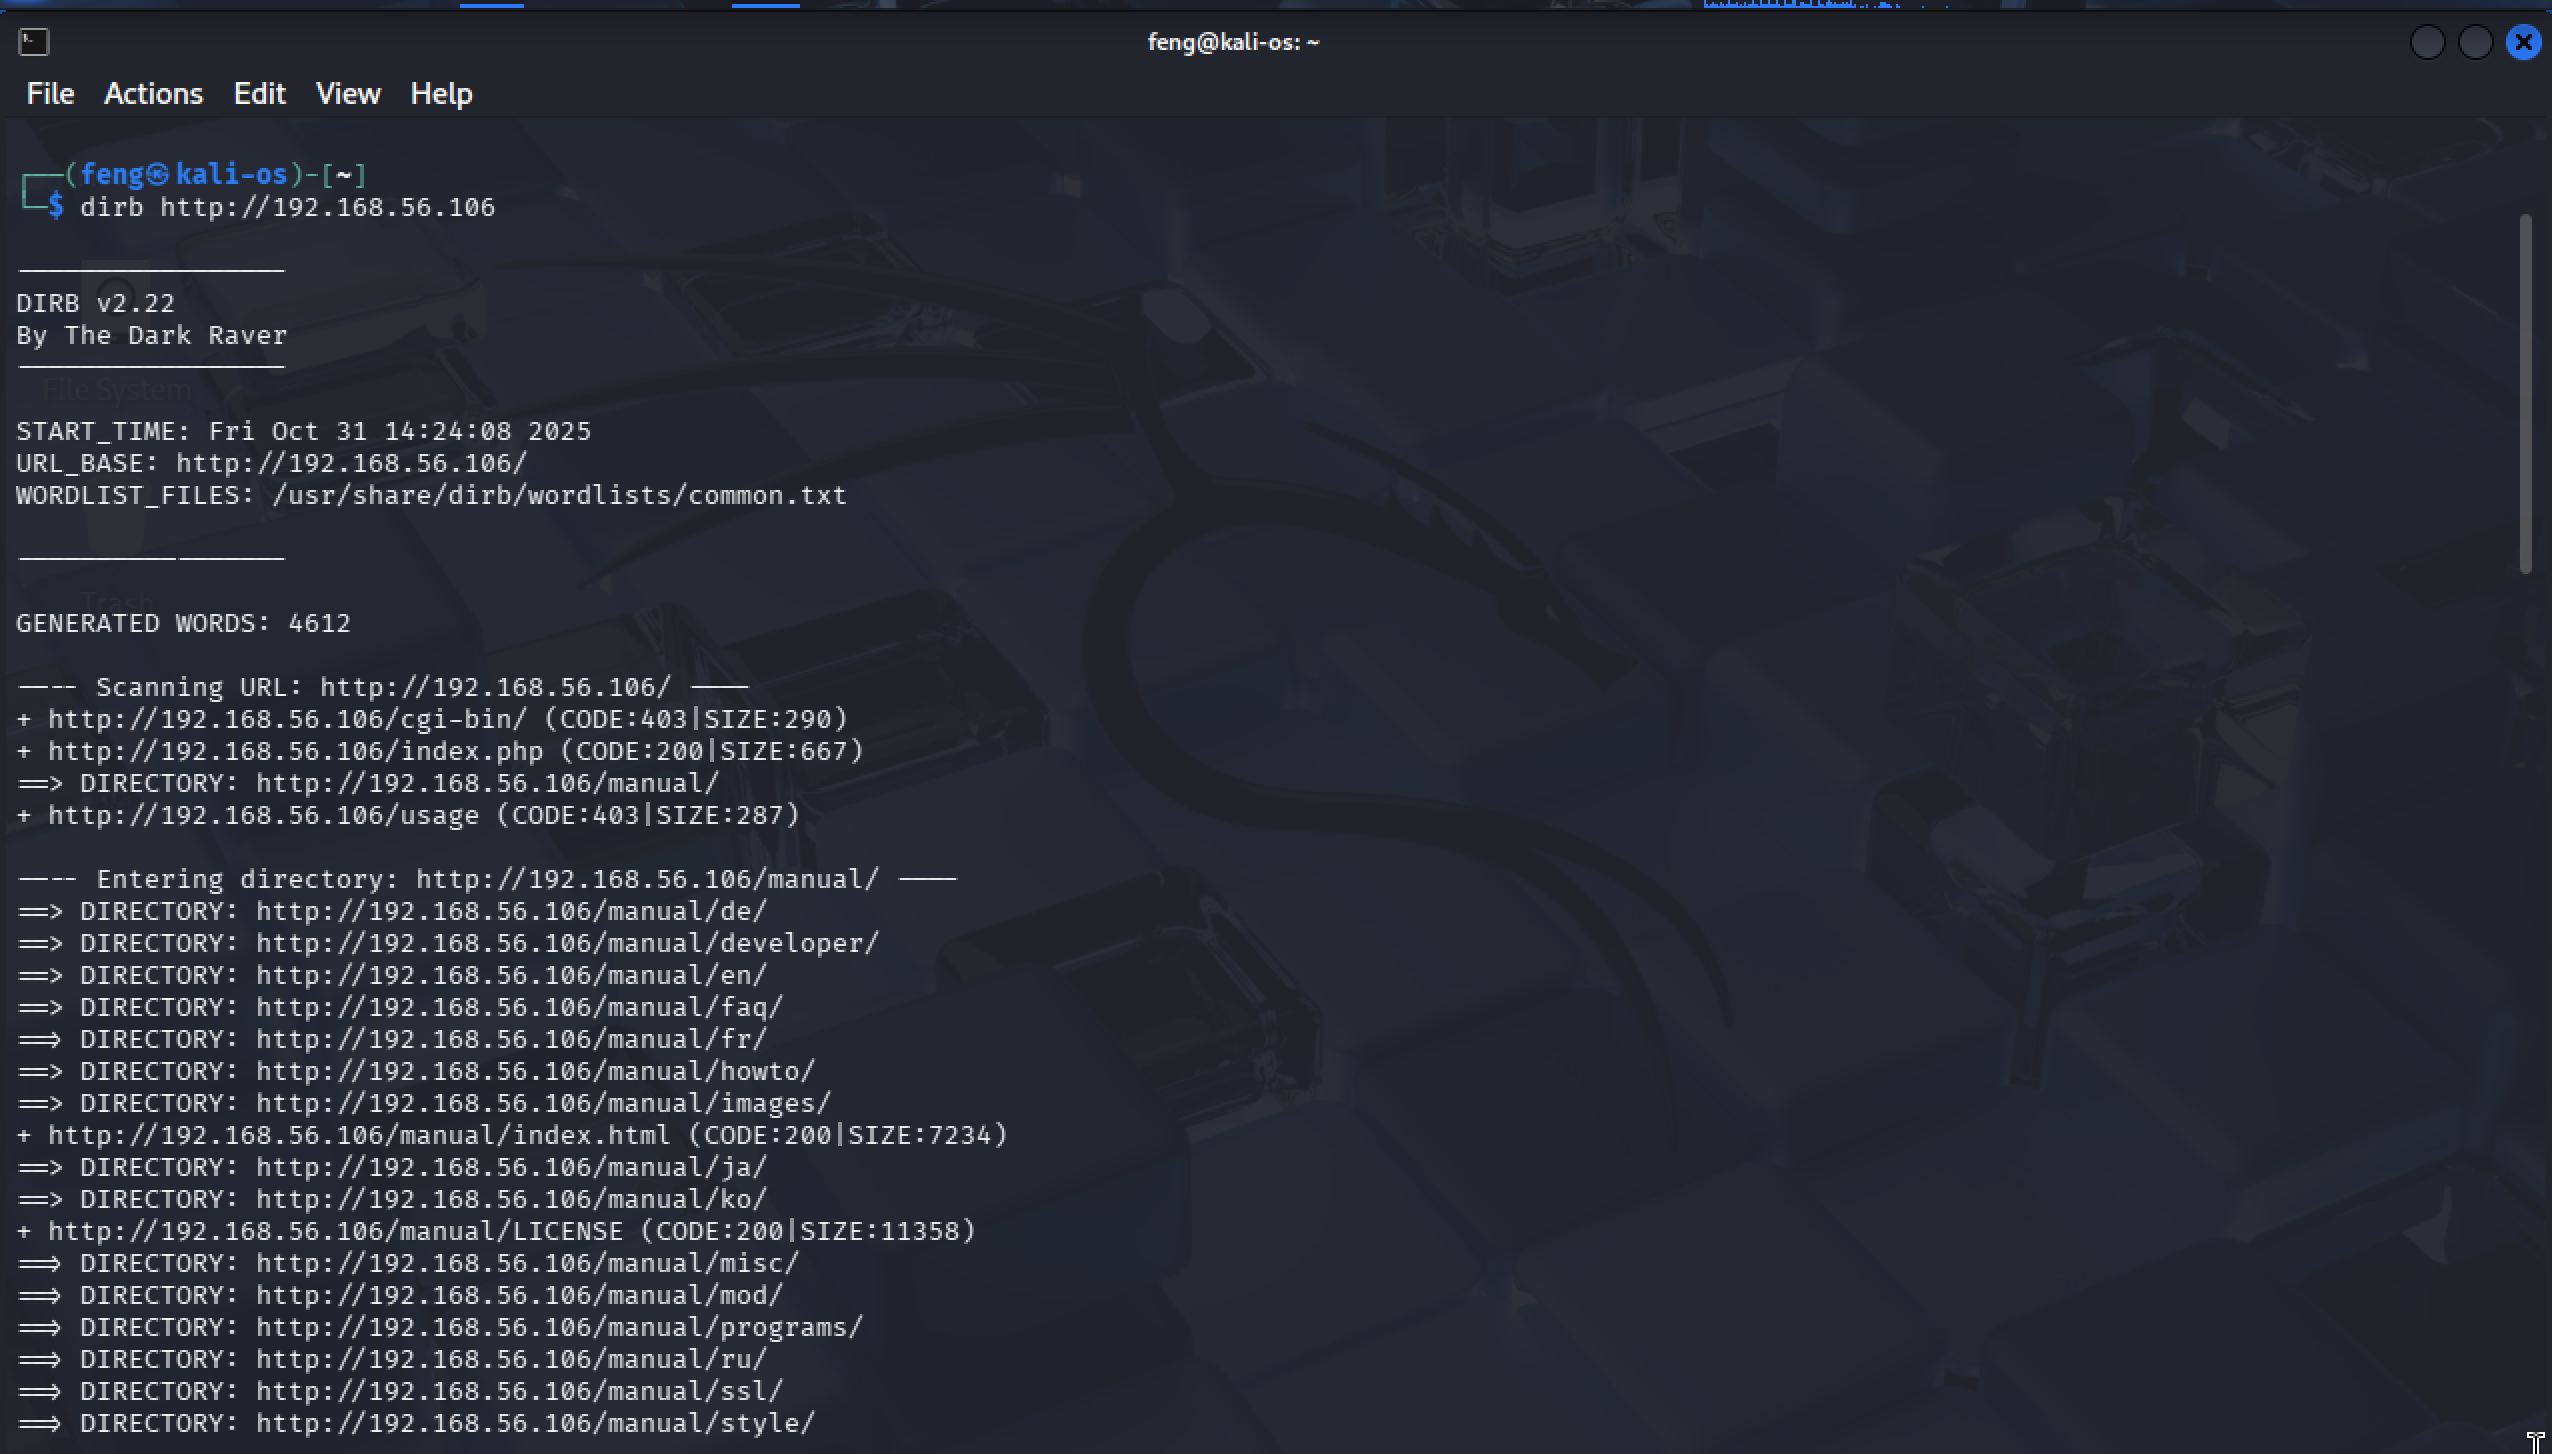 feng@kali-os: ~
File Actions Edit View Help
┌──(feng㉿kali-os)-[~]
└─$ dirb http://192.168.56.106
DIRB v2.22
By The Dark Raver
File System
START_TIME: Fri Oct 31 14:24:08 2025
URL_BASE: http://192.168.56.106/
WORDLIST_FILES: /usr/share/dirb/wordlists/common.txt
Trash
GENERATED WORDS: 4612
---- Scanning URL: http://192.168.56.106/ ----
+ http://192.168.56.106/cgi-bin/ (CODE:403|SIZE:290)
+ http://192.168.56.106/index.php (CODE:200|SIZE:667)
==> DIRECTORY: http://192.168.56.106/manual/
+ http://192.168.56.106/usage (CODE:403|SIZE:287)
---- Entering directory: http://192.168.56.106/manual/ ----
==> DIRECTORY: http://192.168.56.106/manual/de/
==> DIRECTORY: http://192.168.56.106/manual/developer/
==> DIRECTORY: http://192.168.56.106/manual/en/
==> DIRECTORY: http://192.168.56.106/manual/faq/
==> DIRECTORY: http://192.168.56.106/manual/fr/
==> DIRECTORY: http://192.168.56.106/manual/howto/
==> DIRECTORY: http://192.168.56.106/manual/images/
+ http://192.168.56.106/manual/index.html (CODE:200|SIZE:7234)
==> DIRECTORY: http://192.168.56.106/manual/ja/
==> DIRECTORY: http://192.168.56.106/manual/ko/
+ http://192.168.56.106/manual/LICENSE (CODE:200|SIZE:11358)
==> DIRECTORY: http://192.168.56.106/manual/misc/
==> DIRECTORY: http://192.168.56.106/manual/mod/
==> DIRECTORY: http://192.168.56.106/manual/programs/
==> DIRECTORY: http://192.168.56.106/manual/ru/
==> DIRECTORY: http://192.168.56.106/manual/ssl/
==> DIRECTORY: http://192.168.56.106/manual/style/